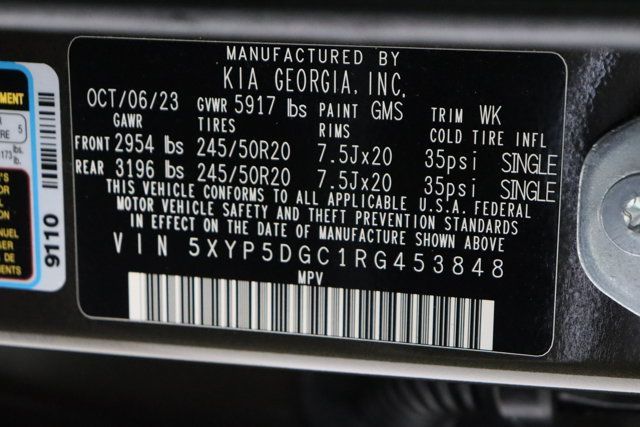 MANUFACTURED BY
KIA GEORGIA, INC,
OCT/06/23 GVWR 5917 lbs PAINT GMS TRIM WK
GAWR TIRES RIMS COLD TIRE INFL
FRONT 2954 lbs 245/50R20 7.5Jx20 35psi SINGLE
REAR 3196 lbs 245/50R20 7.5Jx20 35psi SINGLE
THIS VEHICLE CONFORMS TO ALL APPLICABLE U.S.A. FEDERAL
MOTOR VEHICLE SAFETY AND THEFT PREVENTION STANDARDS
IN EFFECT ON THE DATE OF MANUFACTURE SHOWN ABOVE
VIN 5XYP5DGC1RG453848
MPV
5
9110